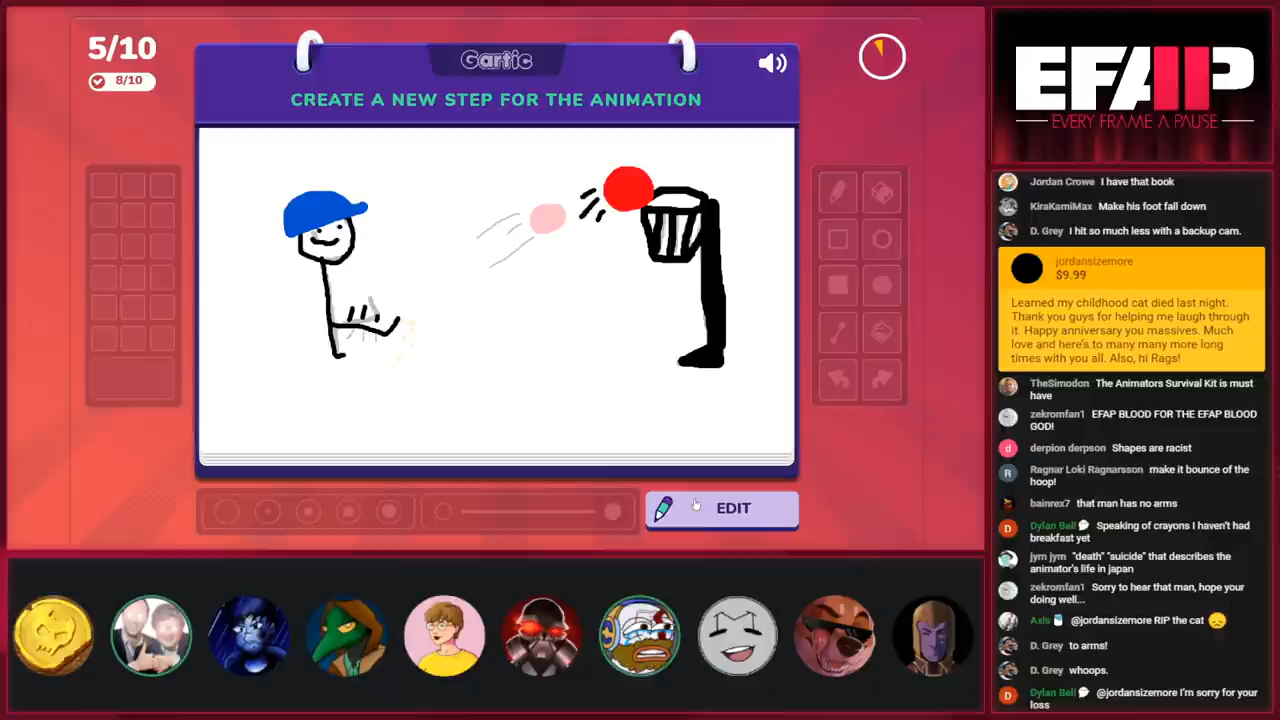 5/10
8/10
Gartic
CREATE A NEW STEP FOR THE ANIMATION
EDIT
EFAP
EVERY FRAME A PAUSE
Jordan Crowe I have that book
KiraKamiMax Make his foot fall down
D. Grey I hit so much less with a backup cam.
jordansizemore
$9.99
Learned my childhood cat died last night.
Thank you guys for helping me laugh through
it. Happy anniversary you massives. Much
love and here's to many many more long
times with you all. Also, hi Rags!
TheSimodon The Animators Survival Kit is must
have
zekromfan1 EFAP BLOOD FOR THE EFAP BLOOD
GOD!
derpion derpson Shapes are racist
Ragnar Loki Ragnarsson make it bounce of the
hoop!
bainrex7 that man has no arms
Dylan Bell Speaking of crayons I haven't had
breakfast yet
jym jym "death" "suicide" that describes the
animator's life in japan
zekromfan1 Sorry to hear that man, hope your
doing well...
Axis @jordansizemore RIP the cat
D. Grey to arms!
D. Grey whoops.
Dylan Bell @jordansizemore I'm sorry for your
loss